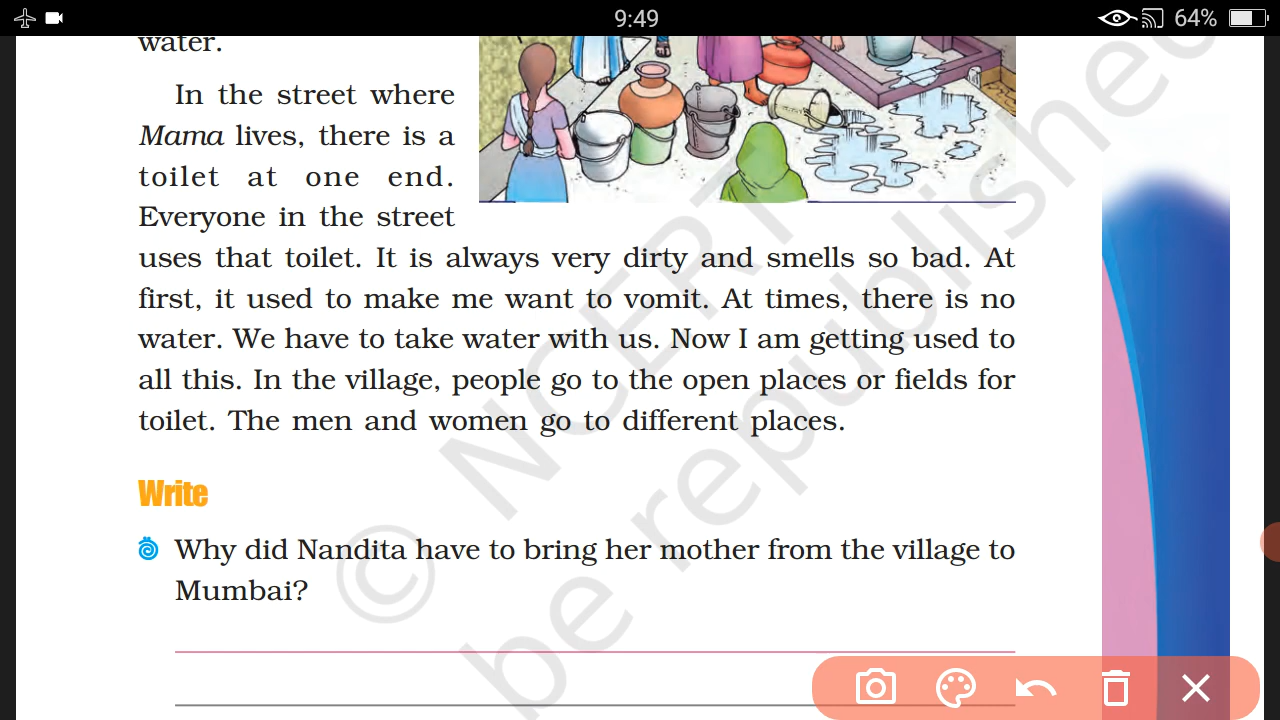 9:49
64%
water.
In the street where
Mama lives, there is a
toilet at one end.
Everyone in the street
uses that toilet. It is always very dirty and smells so bad. At
first, it used to make me want to vomit. At times, there is no
water. We have to take water with us. Now I am getting used to
all this. In the village, people go to the open places or fields for
toilet. The men and women go to different places.
Write
Why did Nandita have to bring her mother from the village to
Mumbai?
© NCERT
be republished